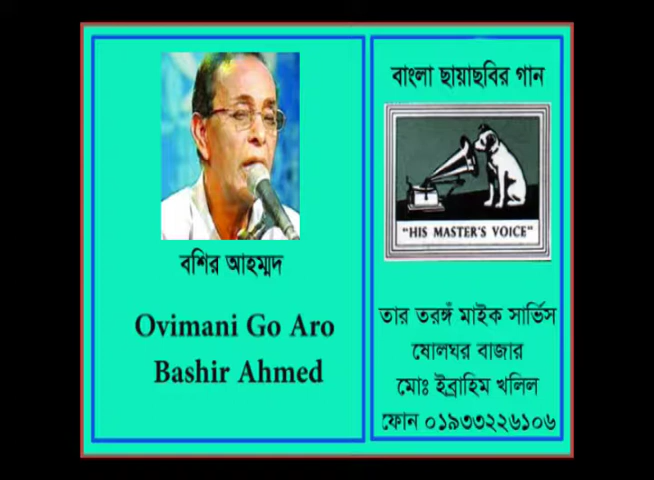 বশির আহম্মদ
Ovimani Go Aro
Bashir Ahmed
বাংলা ছায়াছবির গান
"HIS MASTER'S VOICE"
তার তরঙ্গঁ মাইক সার্ভিস
ষোলঘর বাজার
মোঃ ইব্রাহিম খলিল
ফোন ০১৯৩৩২২৬১০৬